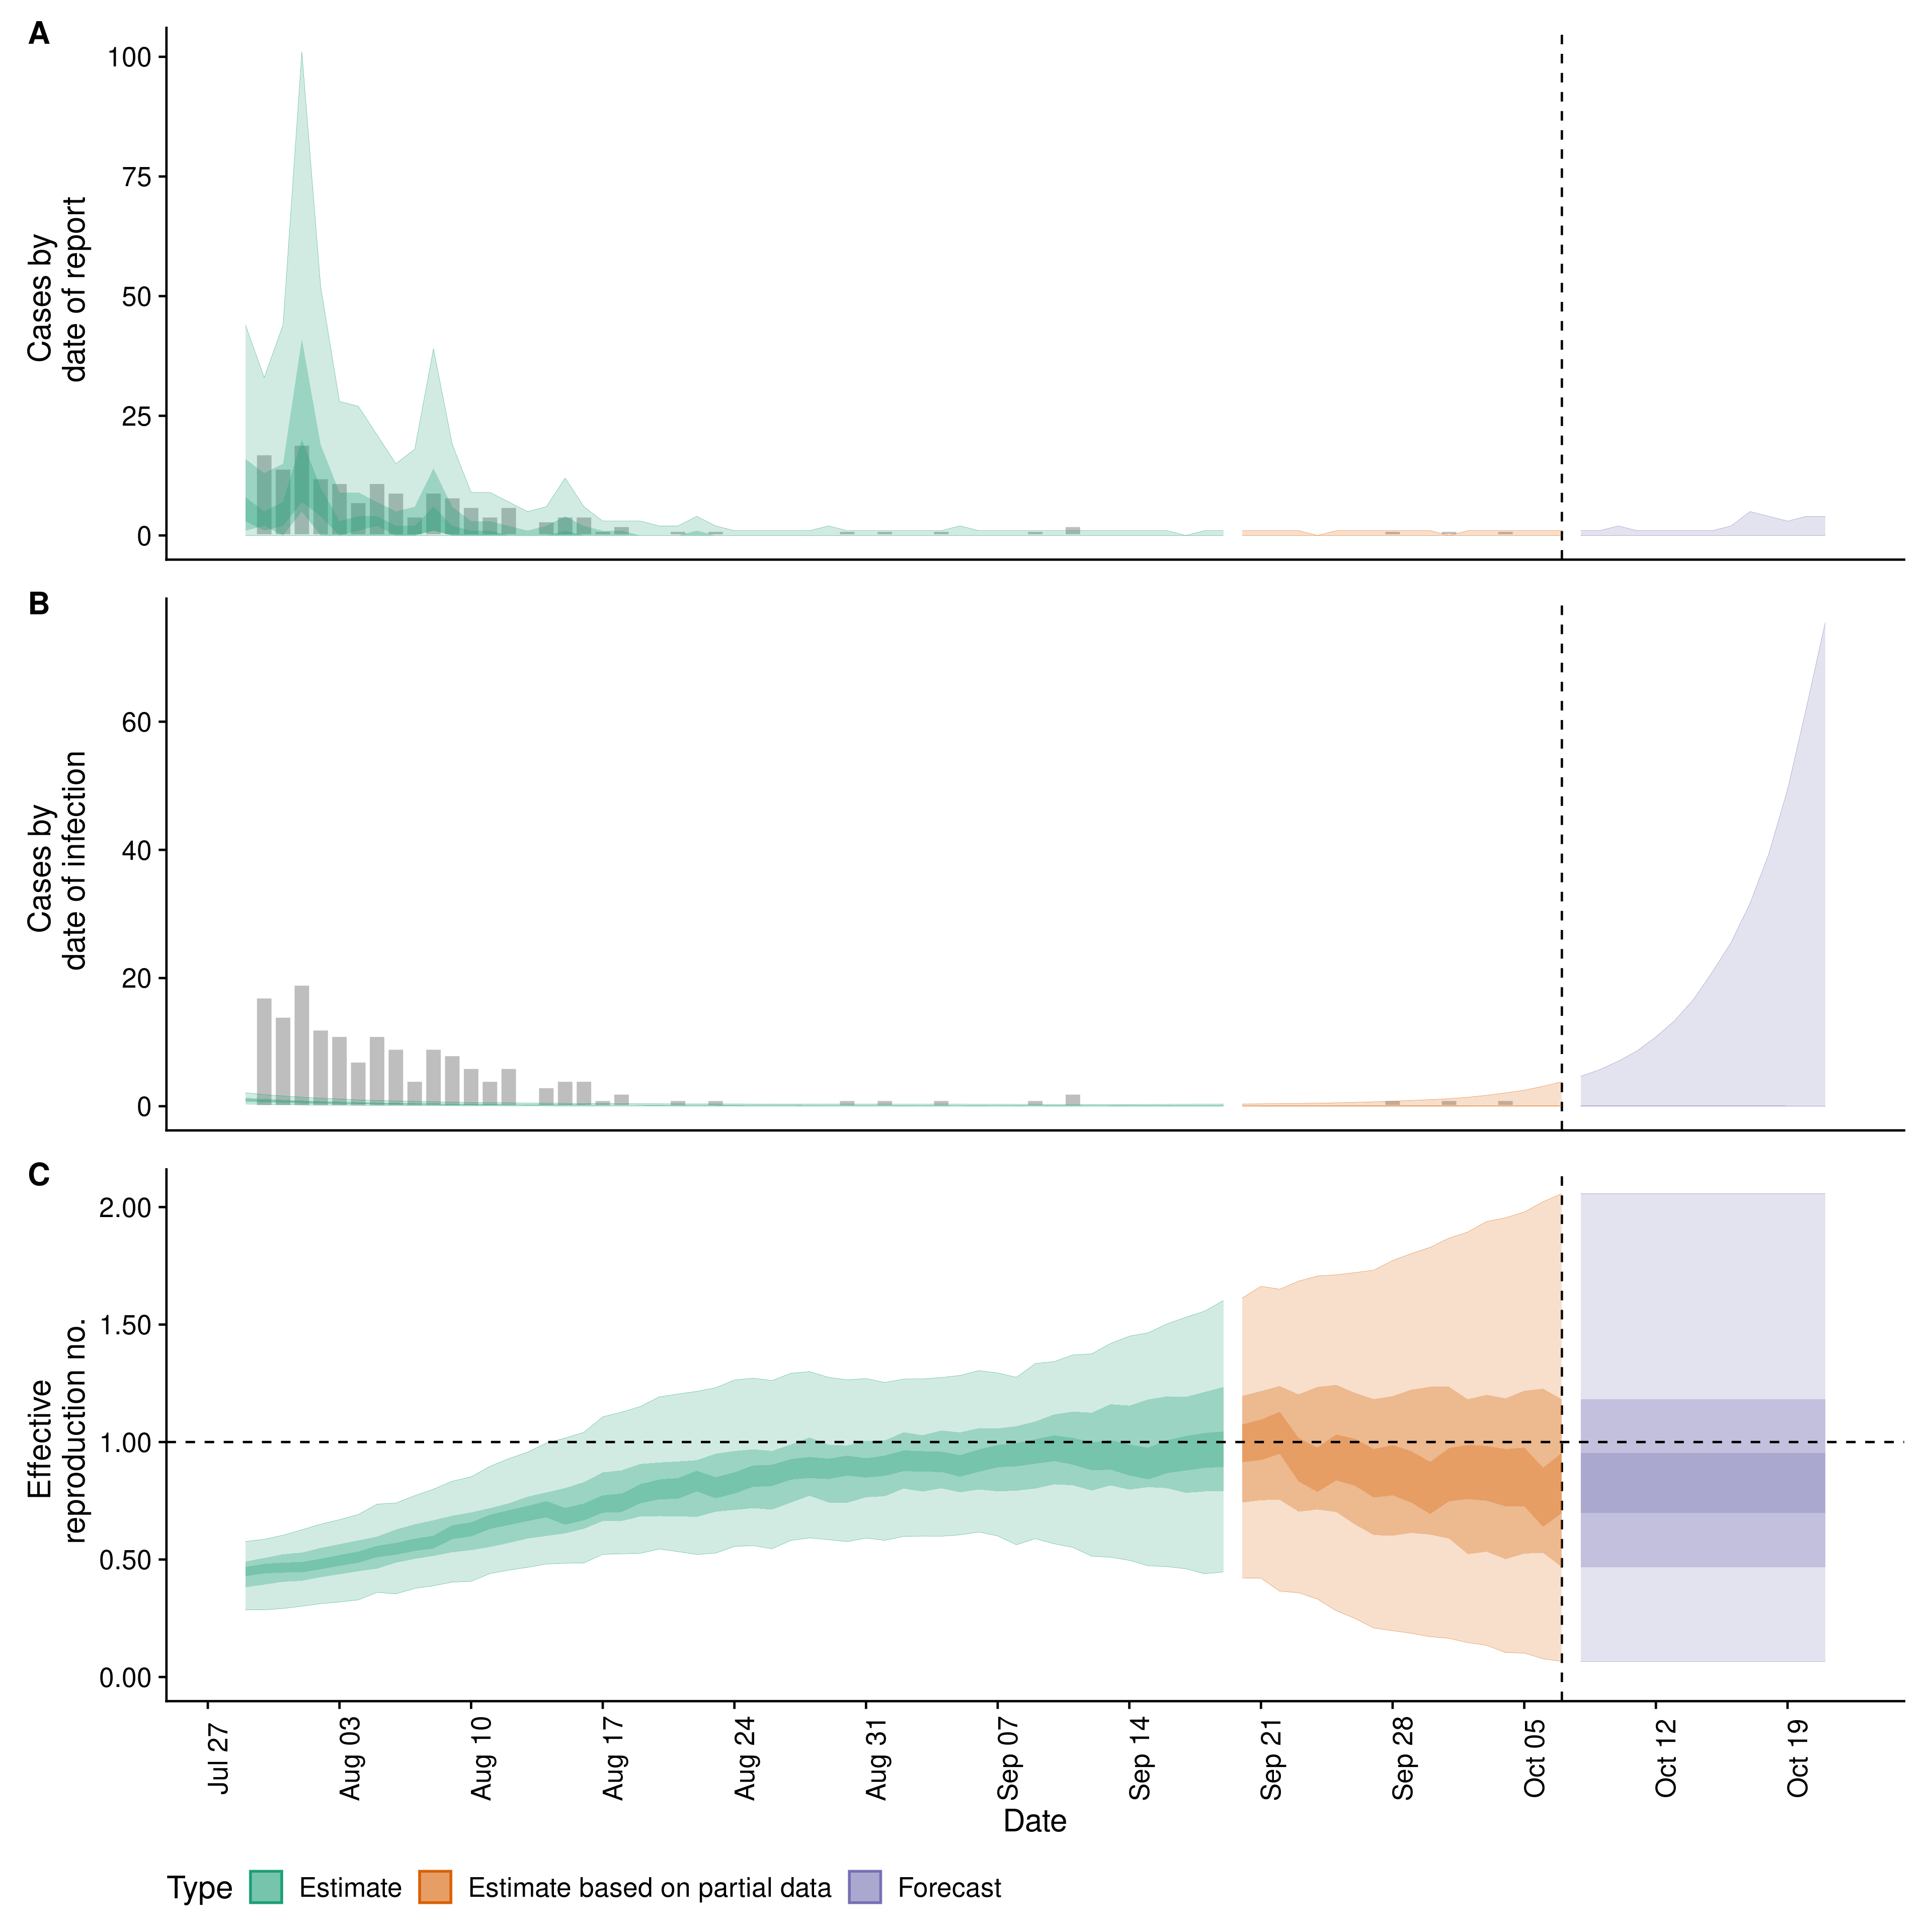 A
100
75
50
25
0
Cases by
date of report
B
60
40
20
0
Cases by
date of infection
C
2.00
1.50
1.00
0.50
0.00
Effective
reproduction no.
Jul 27
Aug 03
Aug 10
Aug 17
Aug 24
Aug 31
Sep 07
Sep 14
Sep 21
Sep 28
Oct 05
Oct 12
Oct 19
Date
Type Estimate Estimate based on partial data Forecast